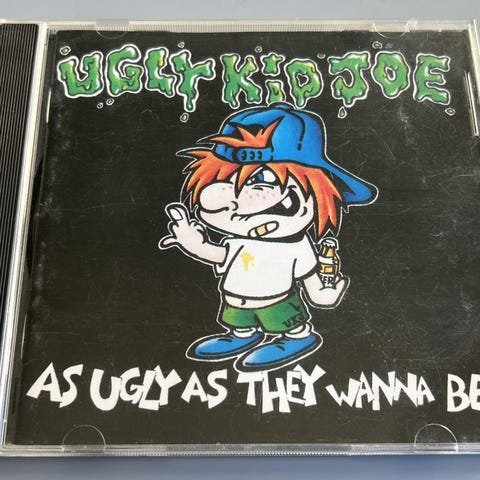 UGLY KID JOE
AS UGLY AS THEY WANNA BE